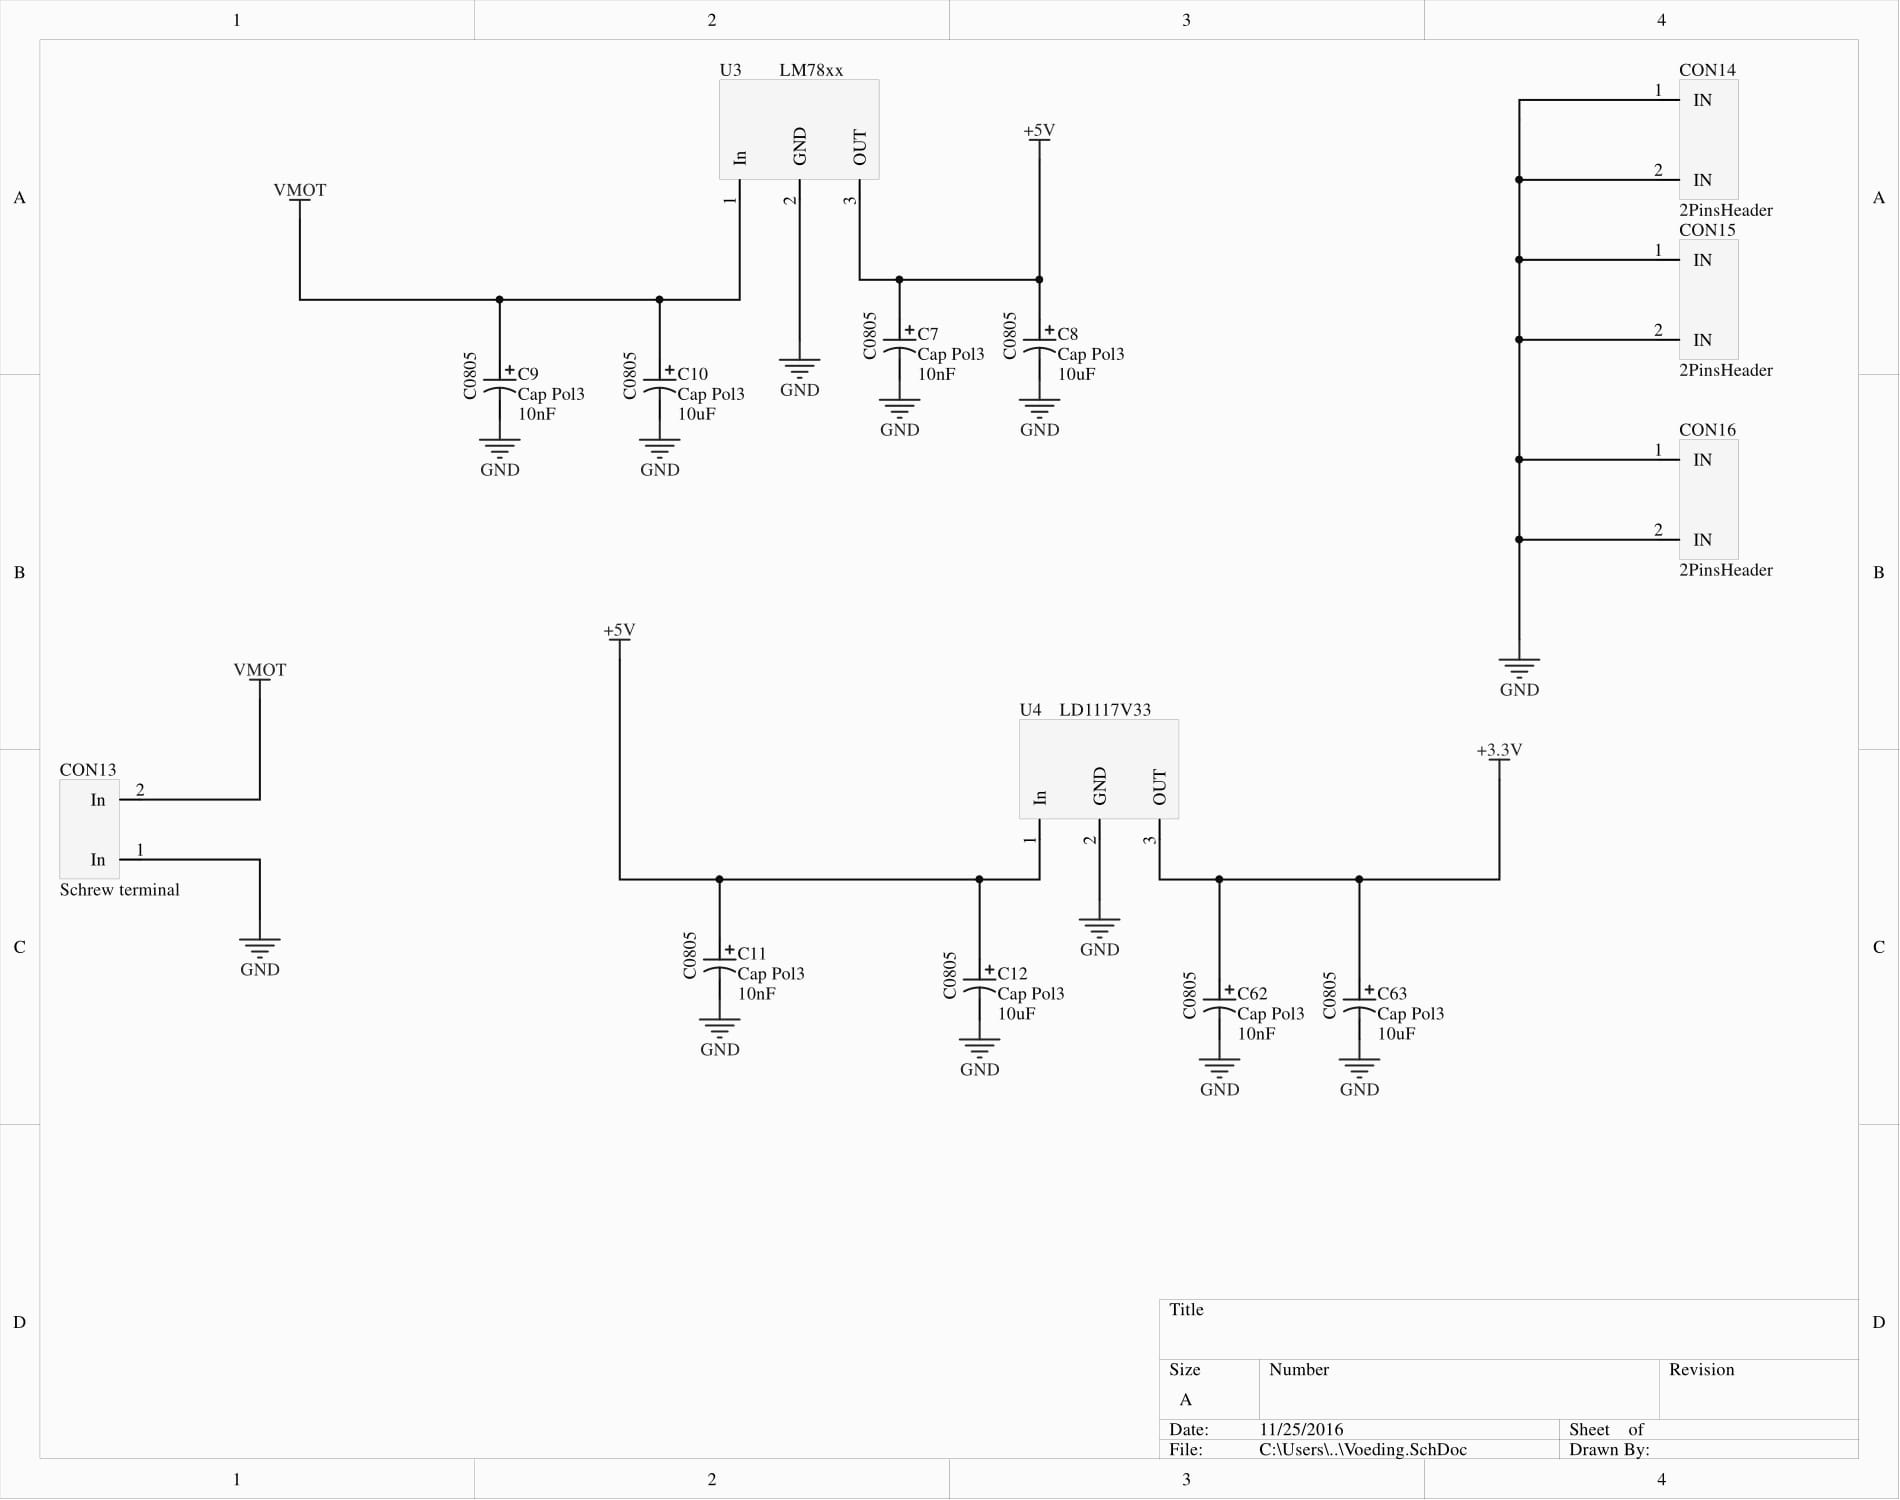 1
2
3
4
A
A
B
B
C
C
D
D
U3 LM78xx
In
GND
OUT
1
2
3
VMOT
+5V
C0805
C9
Cap Pol3
10nF
GND
C0805
C10
Cap Pol3
10uF
GND
GND
C0805
C7
Cap Pol3
10nF
GND
C0805
C8
Cap Pol3
10uF
GND
CON14
1 IN
2 IN
2PinsHeader
CON15
1 IN
2 IN
2PinsHeader
CON16
1 IN
2 IN
2PinsHeader
GND
VMOT
CON13
In 2
In 1
Schrew terminal
GND
+5V
U4 LD1117V33
In
GND
OUT
1
2
3
+3.3V
C0805
C11
Cap Pol3
10nF
GND
C0805
C12
Cap Pol3
10uF
GND
GND
C0805
C62
Cap Pol3
10nF
GND
C0805
C63
Cap Pol3
10uF
GND
Title
Size Number Revision
A
Date: 11/25/2016 Sheet of
File: C:\Users\..\Voeding.SchDoc Drawn By:
1
2
3
4